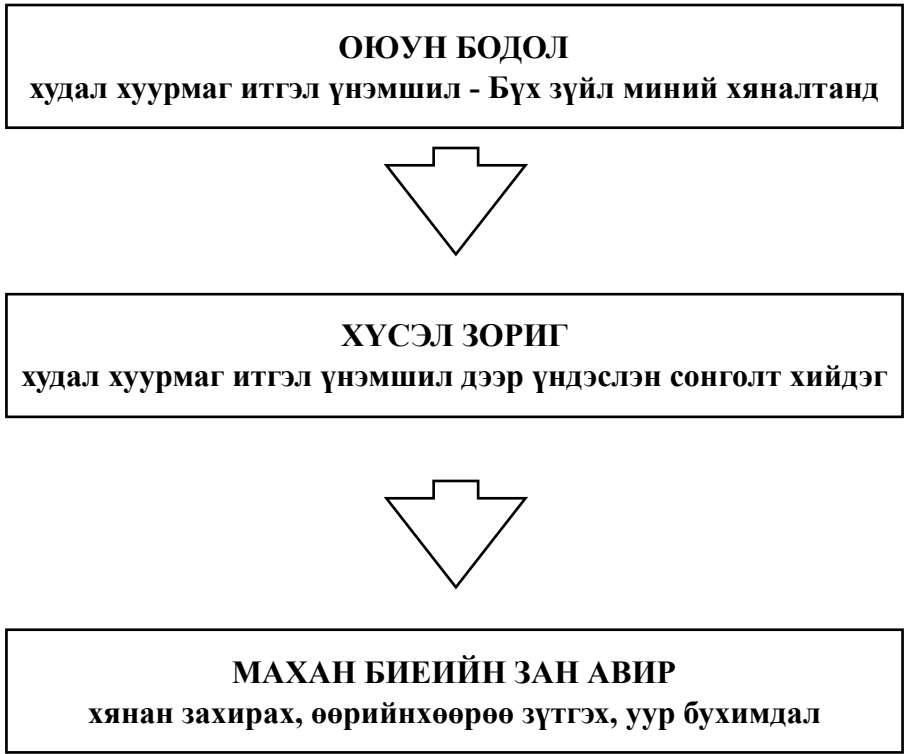 ОЮУН БОДОЛ
худал хуурмаг итгэл үнэмшил - Бүх зүйл миний хяналтанд
ХҮСЭЛ ЗОРИГ
худал хуурмаг итгэл үнэмшил дээр үндэслэн сонголт хийдэг
МАХАН БИЕИЙН ЗАН АВИР
хянан захирах, өөрийнхөөрөө зүтгэх, уур бухимдал